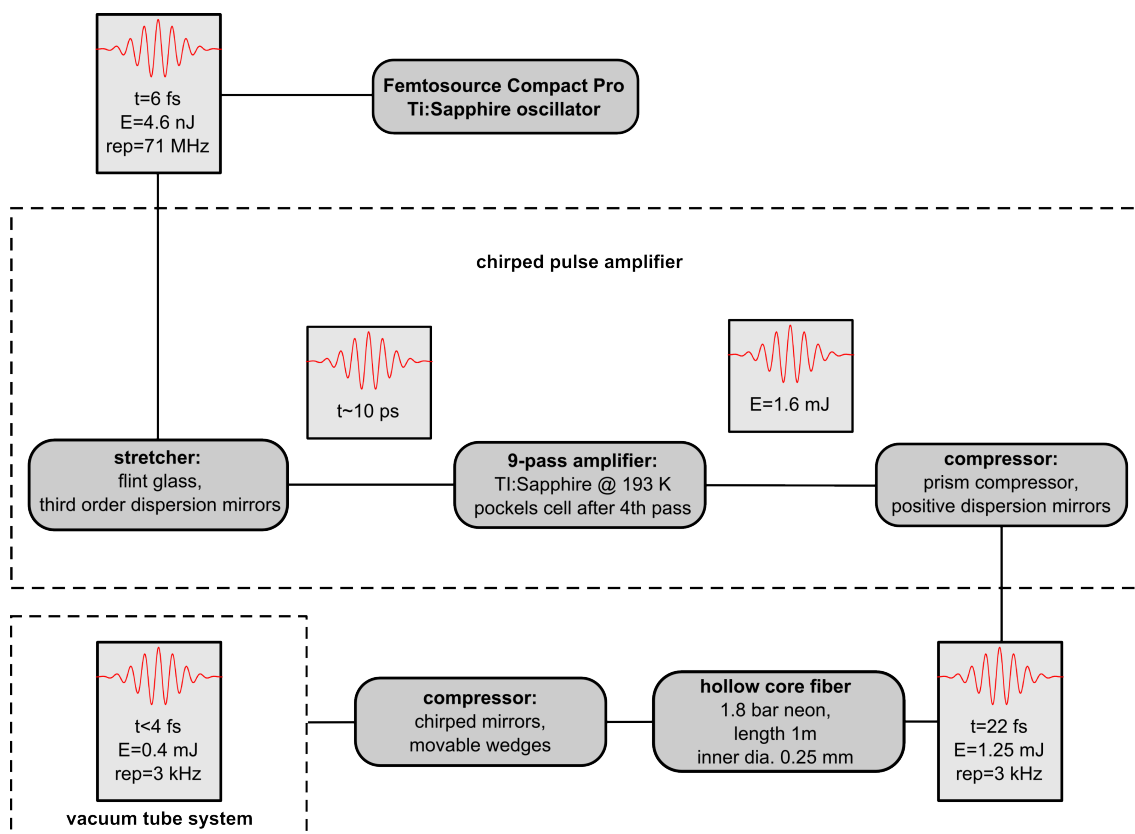 t=6 fs
E=4.6 nJ
rep=71 MHz
Femtosource Compact Pro
Ti:Sapphire oscillator
chirped pulse amplifier
t~10 ps
E=1.6 mJ
stretcher:
flint glass,
third order dispersion mirrors
9-pass amplifier:
TI:Sapphire @ 193 K
pockels cell after 4th pass
compressor:
prism compressor,
positive dispersion mirrors
t<4 fs
E=0.4 mJ
rep=3 kHz
vacuum tube system
compressor:
chirped mirrors,
movable wedges
hollow core fiber
1.8 bar neon,
length 1m
inner dia. 0.25 mm
t=22 fs
E=1.25 mJ
rep=3 kHz